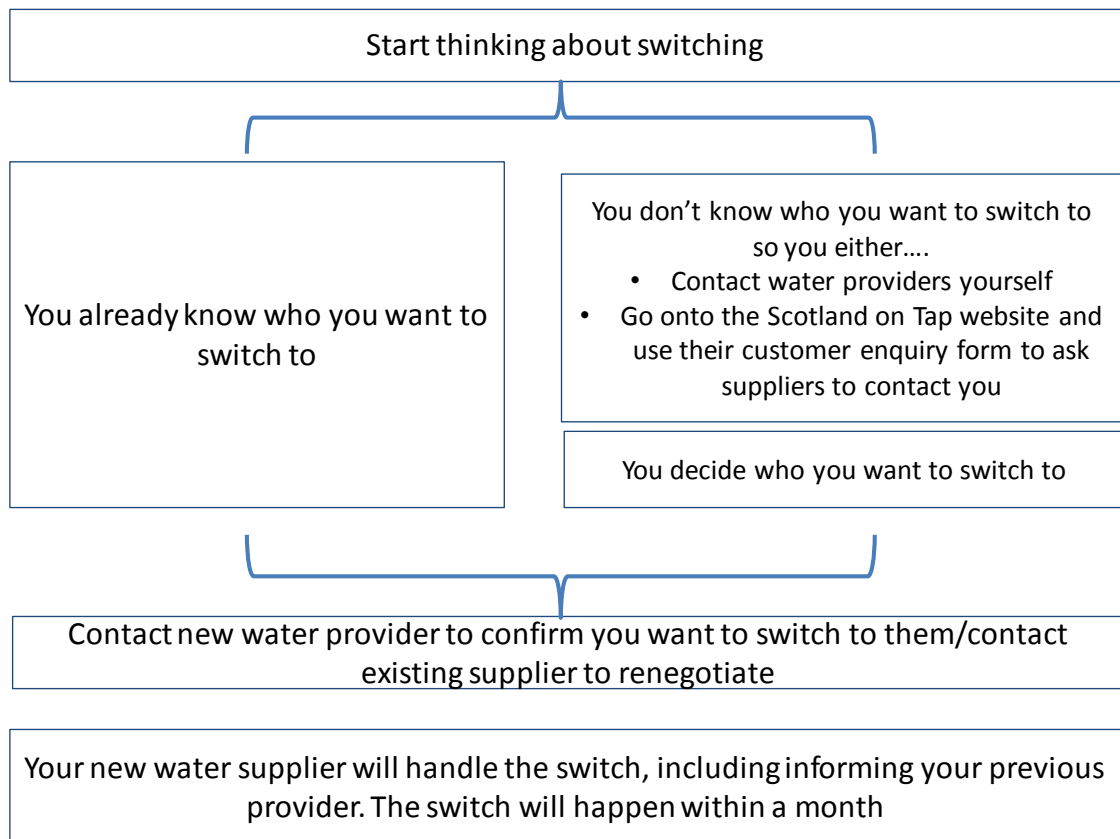 Start thinking about switching
You already know who you want to
switch to
You don’t know who you want to switch to
so you either….
• Contact water providers yourself
• Go onto the Scotland on Tap website and
use their customer enquiry form to ask
suppliers to contact you
You decide who you want to switch to
Contact new water provider to confirm you want to switch to them/contact
existing supplier to renegotiate
Your new water supplier will handle the switch, including informing your previous
provider. The switch will happen within a month